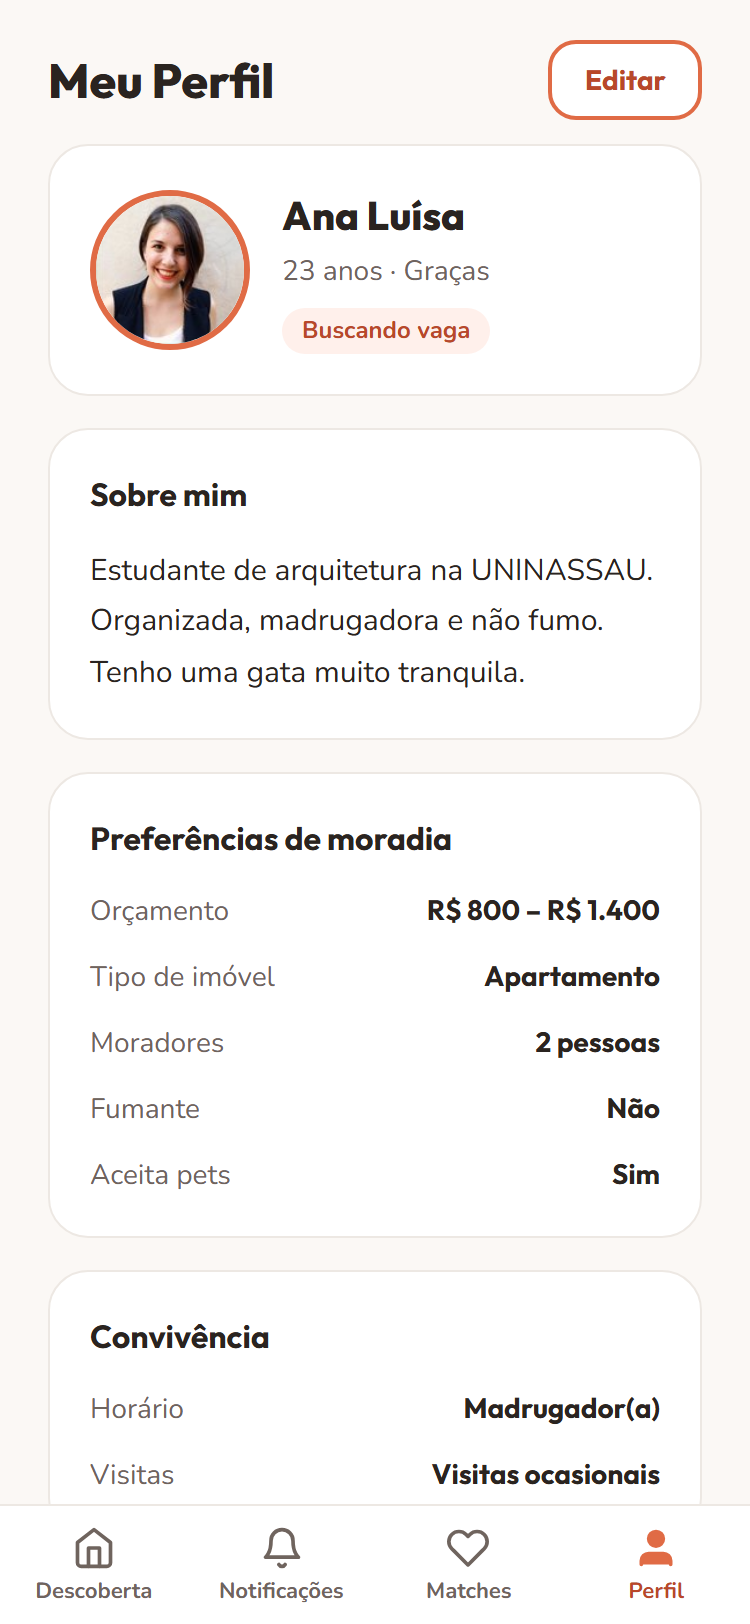 Meu Perfil
Editar
Ana Luísa
23 anos · Graças
Buscando vaga
Sobre mim
Estudante de arquitetura na UNINASSAU.
Organizada, madrugadora e não fumo.
Tenho uma gata muito tranquila.
Preferências de moradia
Orçamento R$ 800 – R$ 1.400
Tipo de imóvel Apartamento
Moradores 2 pessoas
Fumante Não
Aceita pets Sim
Convivência
Horário Madrugador(a)
Visitas Visitas ocasionais
Descoberta Notificações Matches Perfil